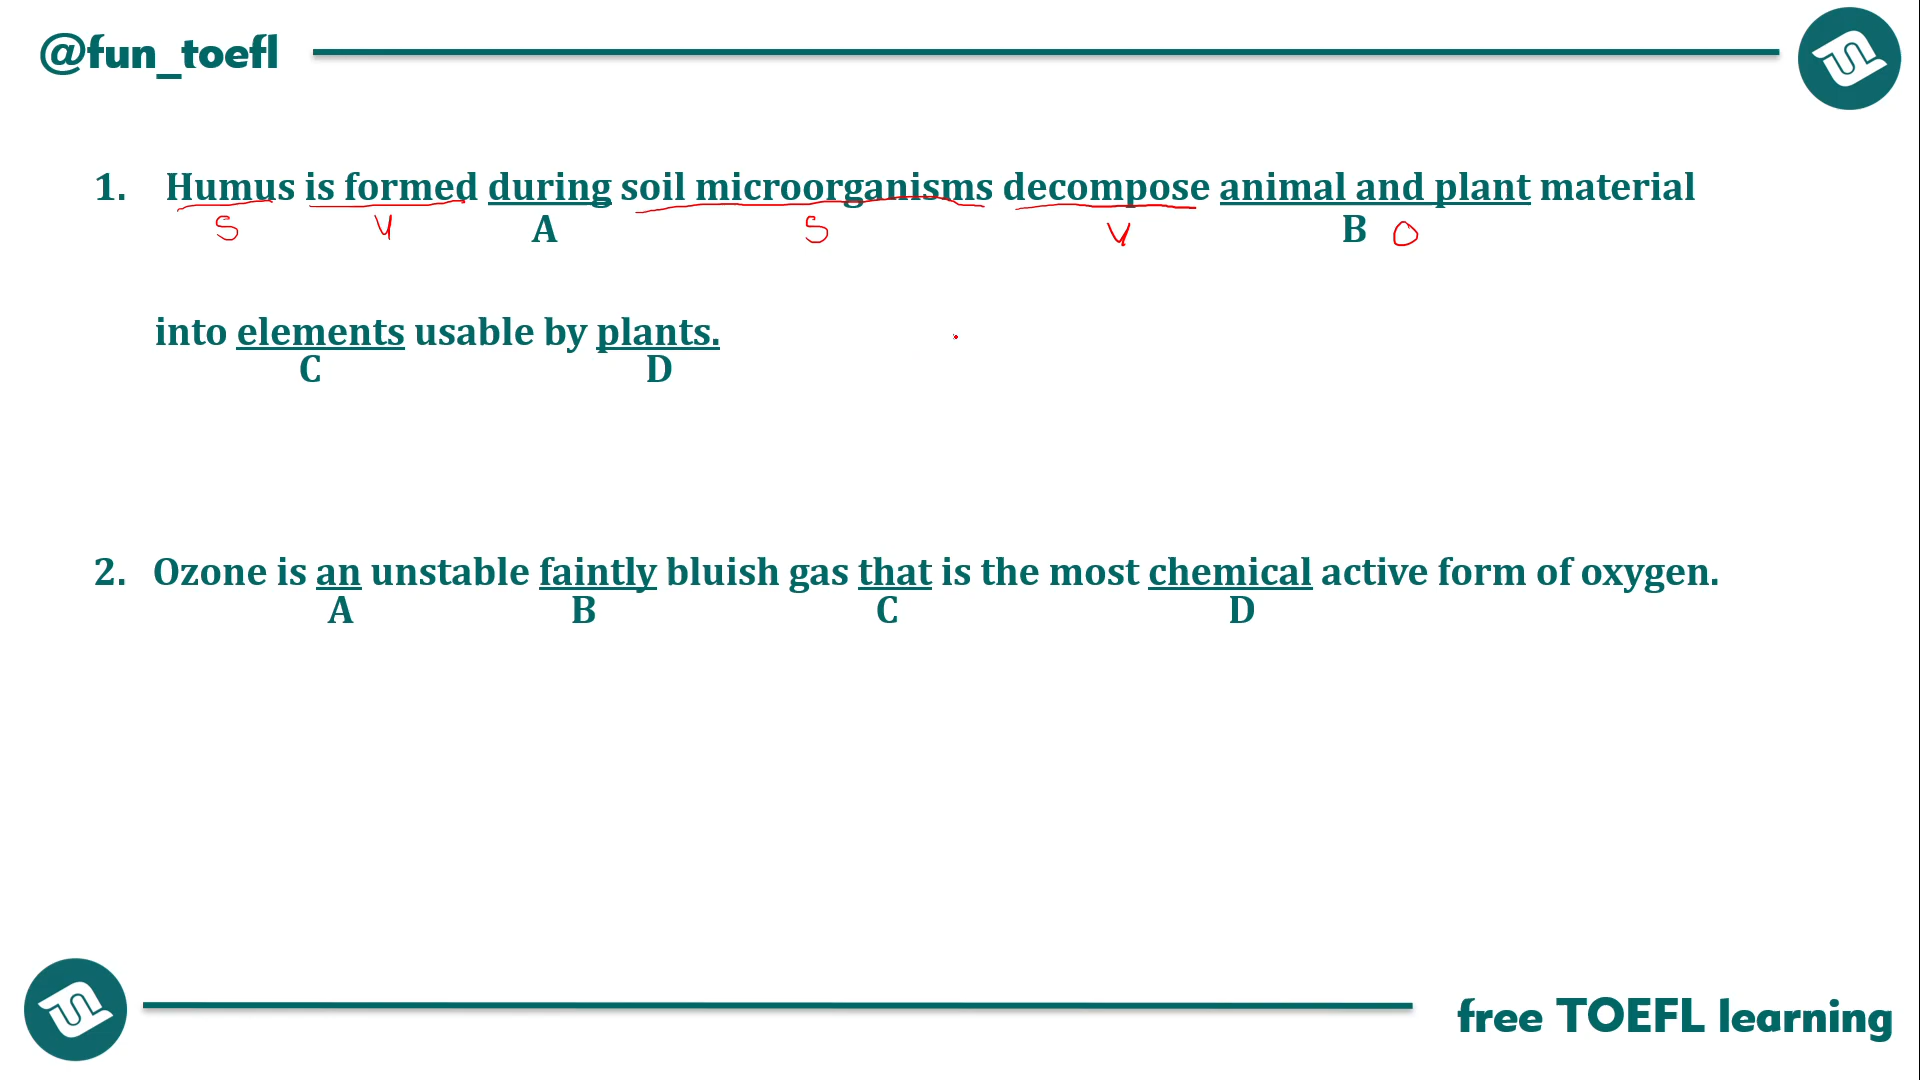 @fun_toefl
1. Humus is formed during soil microorganisms decompose animal and plant material
S V A S V B O
into elements usable by plants.
C D
2. Ozone is an unstable faintly bluish gas that is the most chemical active form of oxygen.
A B C D
free TOEFL learning